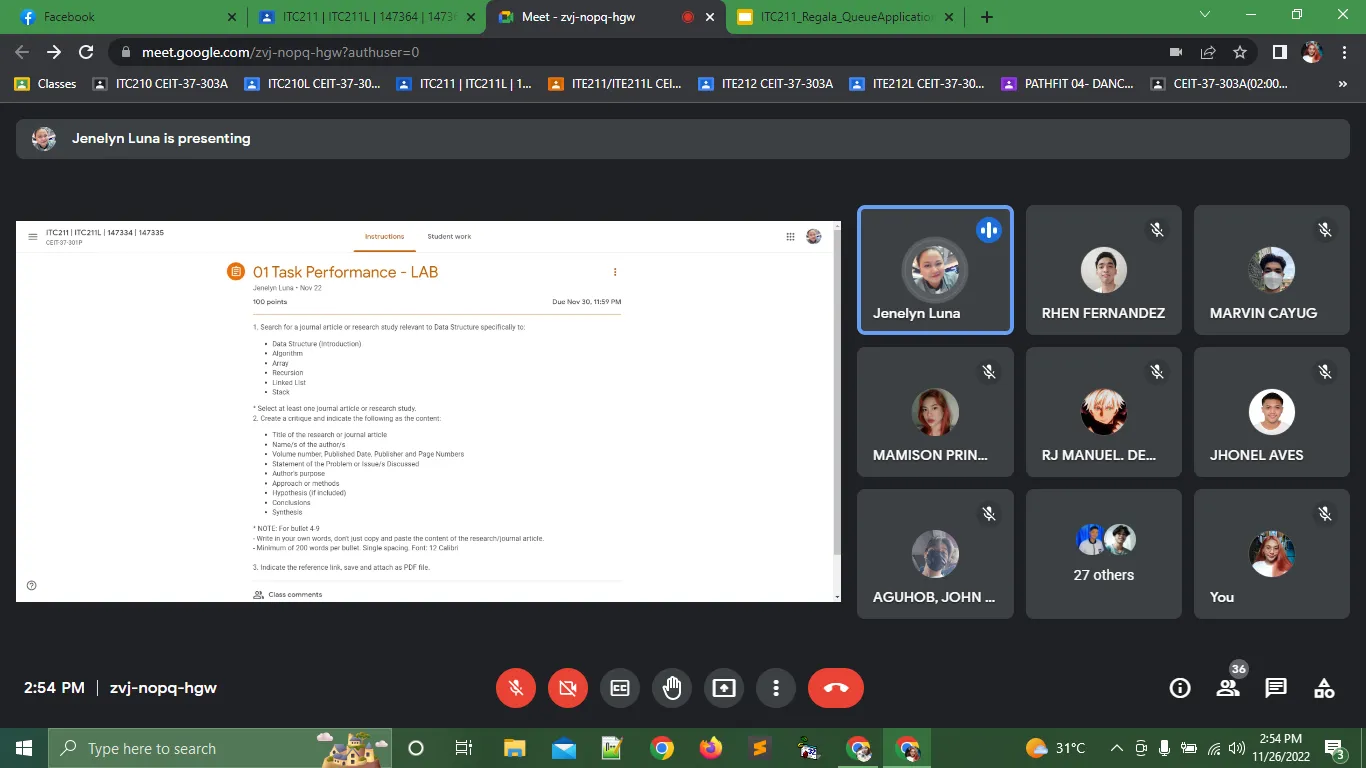 Facebook
ITC211 | ITC211L | 147364 | 1473
Meet - zvj-nopq-hgw
ITC211_Regala_QueueApplication
meet.google.com/zvj-nopq-hgw?authuser=0
Classes
ITC210 CEIT-37-303A
ITC210L CEIT-37-30...
ITC211 | ITC211L | 1...
ITE211/ITE211L CEI...
ITE212 CEIT-37-303A
ITE212L CEIT-37-30...
PATHFIT 04- DANC...
CEIT-37-303A(02:00...
»
Jenelyn Luna is presenting
ITC211 | ITC211L | 147334 | 147335
CEIT-37-301P
Instructions
Student work
01 Task Performance - LAB
Jenelyn Luna • Nov 22
100 points
Due Nov 30, 11:59 PM
1. Search for a journal article or research study relevant to Data Structure specifically to:
• Data Structure (Introduction)
• Algorithm
• Array
• Recursion
• Linked List
• Stack
* Select at least one journal article or research study.
2. Create a critique and indicate the following as the content:
• Title of the research or journal article
• Name/s of the author/s
• Volume number, Published Date, Publisher and Page Numbers
• Statement of the Problem or Issue/s Discussed
• Author's purpose
• Approach or methods
• Hypothesis (if included)
• Conclusions
• Synthesis
* NOTE: For bullet 4-9
- Write in your own words, don't just copy and paste the content of the research/journal article.
- Minimum of 200 words per bullet. Single spacing. Font: 12 Calibri
3. Indicate the reference link, save and attach as PDF file.
Class comments
Jenelyn Luna
RHEN FERNANDEZ
MARVIN CAYUG
MAMISON PRIN...
RJ MANUEL. DE...
JHONEL AVES
AGUHOB, JOHN ...
27 others
You
2:54 PM | zvj-nopq-hgw
36
Type here to search
31°C
2:54 PM
11/26/2022
3